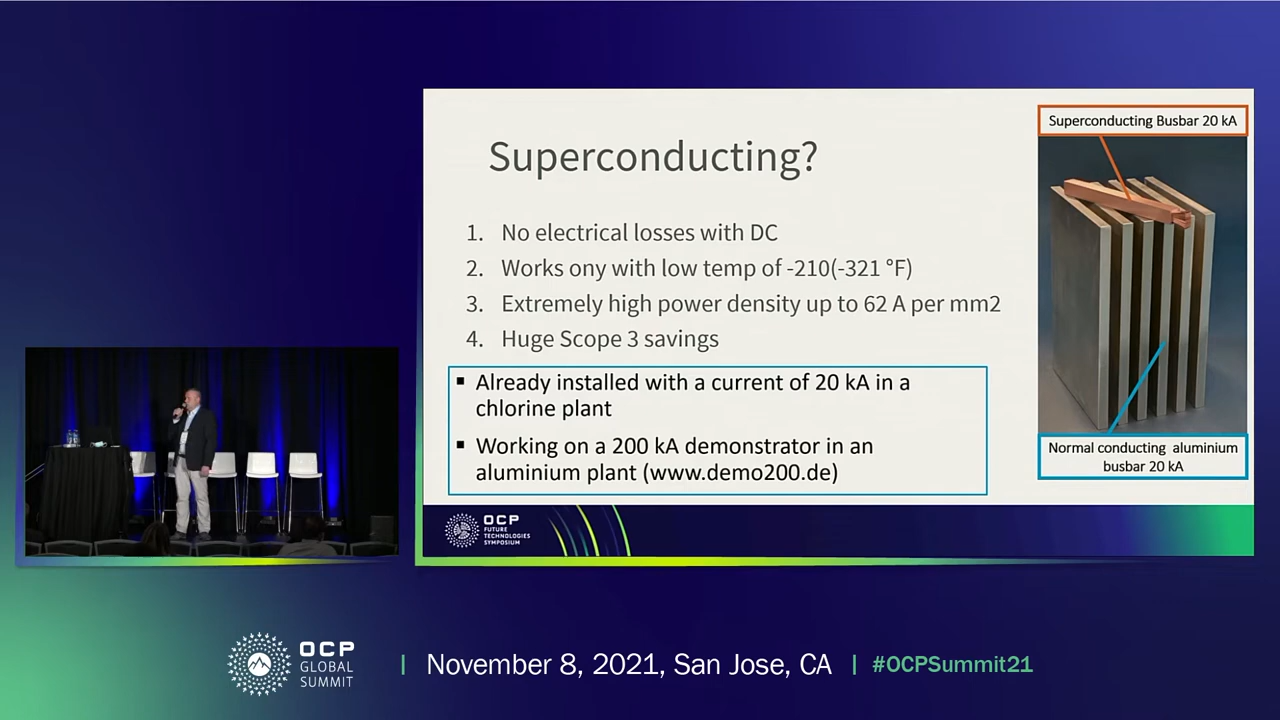 Superconducting?
1. No electrical losses with DC
2. Works ony with low temp of -210(-321 °F)
3. Extremely high power density up to 62 A per mm2
4. Huge Scope 3 savings
▪ Already installed with a current of 20 kA in a
chlorine plant
▪ Working on a 200 kA demonstrator in an
aluminium plant (www.demo200.de)
Superconducting Busbar 20 kA
Normal conducting aluminium
busbar 20 kA
OCP
FUTURE
TECHNOLOGIES
SYMPOSIUM
OCP
GLOBAL
SUMMIT
| November 8, 2021, San Jose, CA | #OCPSummit21